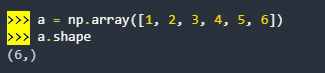 >>> a = np.array([1, 2, 3, 4, 5, 6])
>>> a.shape
(6,)